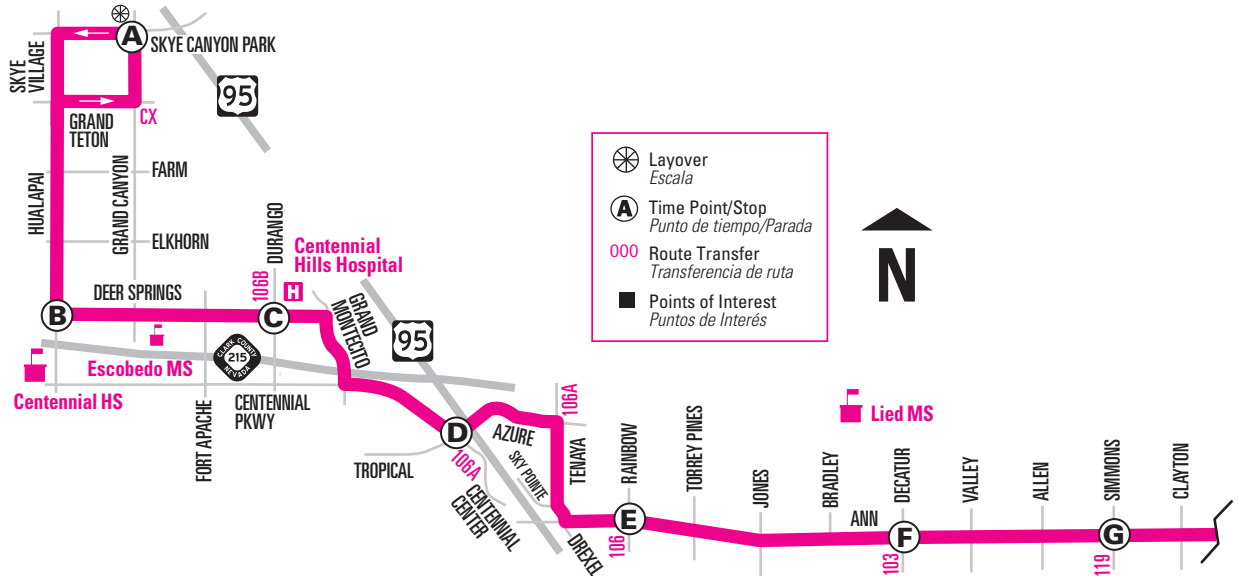 A
SKYE CANYON PARK
SKYE
VILLAGE
95
CX
GRAND
TETON
HUALAPAI
GRAND CANYON
FARM
ELKHORN
DURANGO
106B
Centennial
Hills Hospital
H
DEER SPRINGS
B
C
GRAND
MONTECITO
95
CLARK COUNTY
215
NEVADA
Escobedo MS
Centennial HS
FORT APACHE
CENTENNIAL
PKWY
D
106A
TROPICAL
CENTENNIAL
CENTER
AZURE
SKY POINTE
TENAYA
106A
DREXEL
RAINBOW
E
106
TORREY PINES
JONES
BRADLEY
ANN
DECATUR
F
103
VALLEY
ALLEN
SIMMONS
G
119
CLAYTON
Lied MS
Layover
Escala
A
Time Point/Stop
Punto de tiempo/Parada
000
Route Transfer
Transferencia de ruta
Points of Interest
Puntos de Interés
N